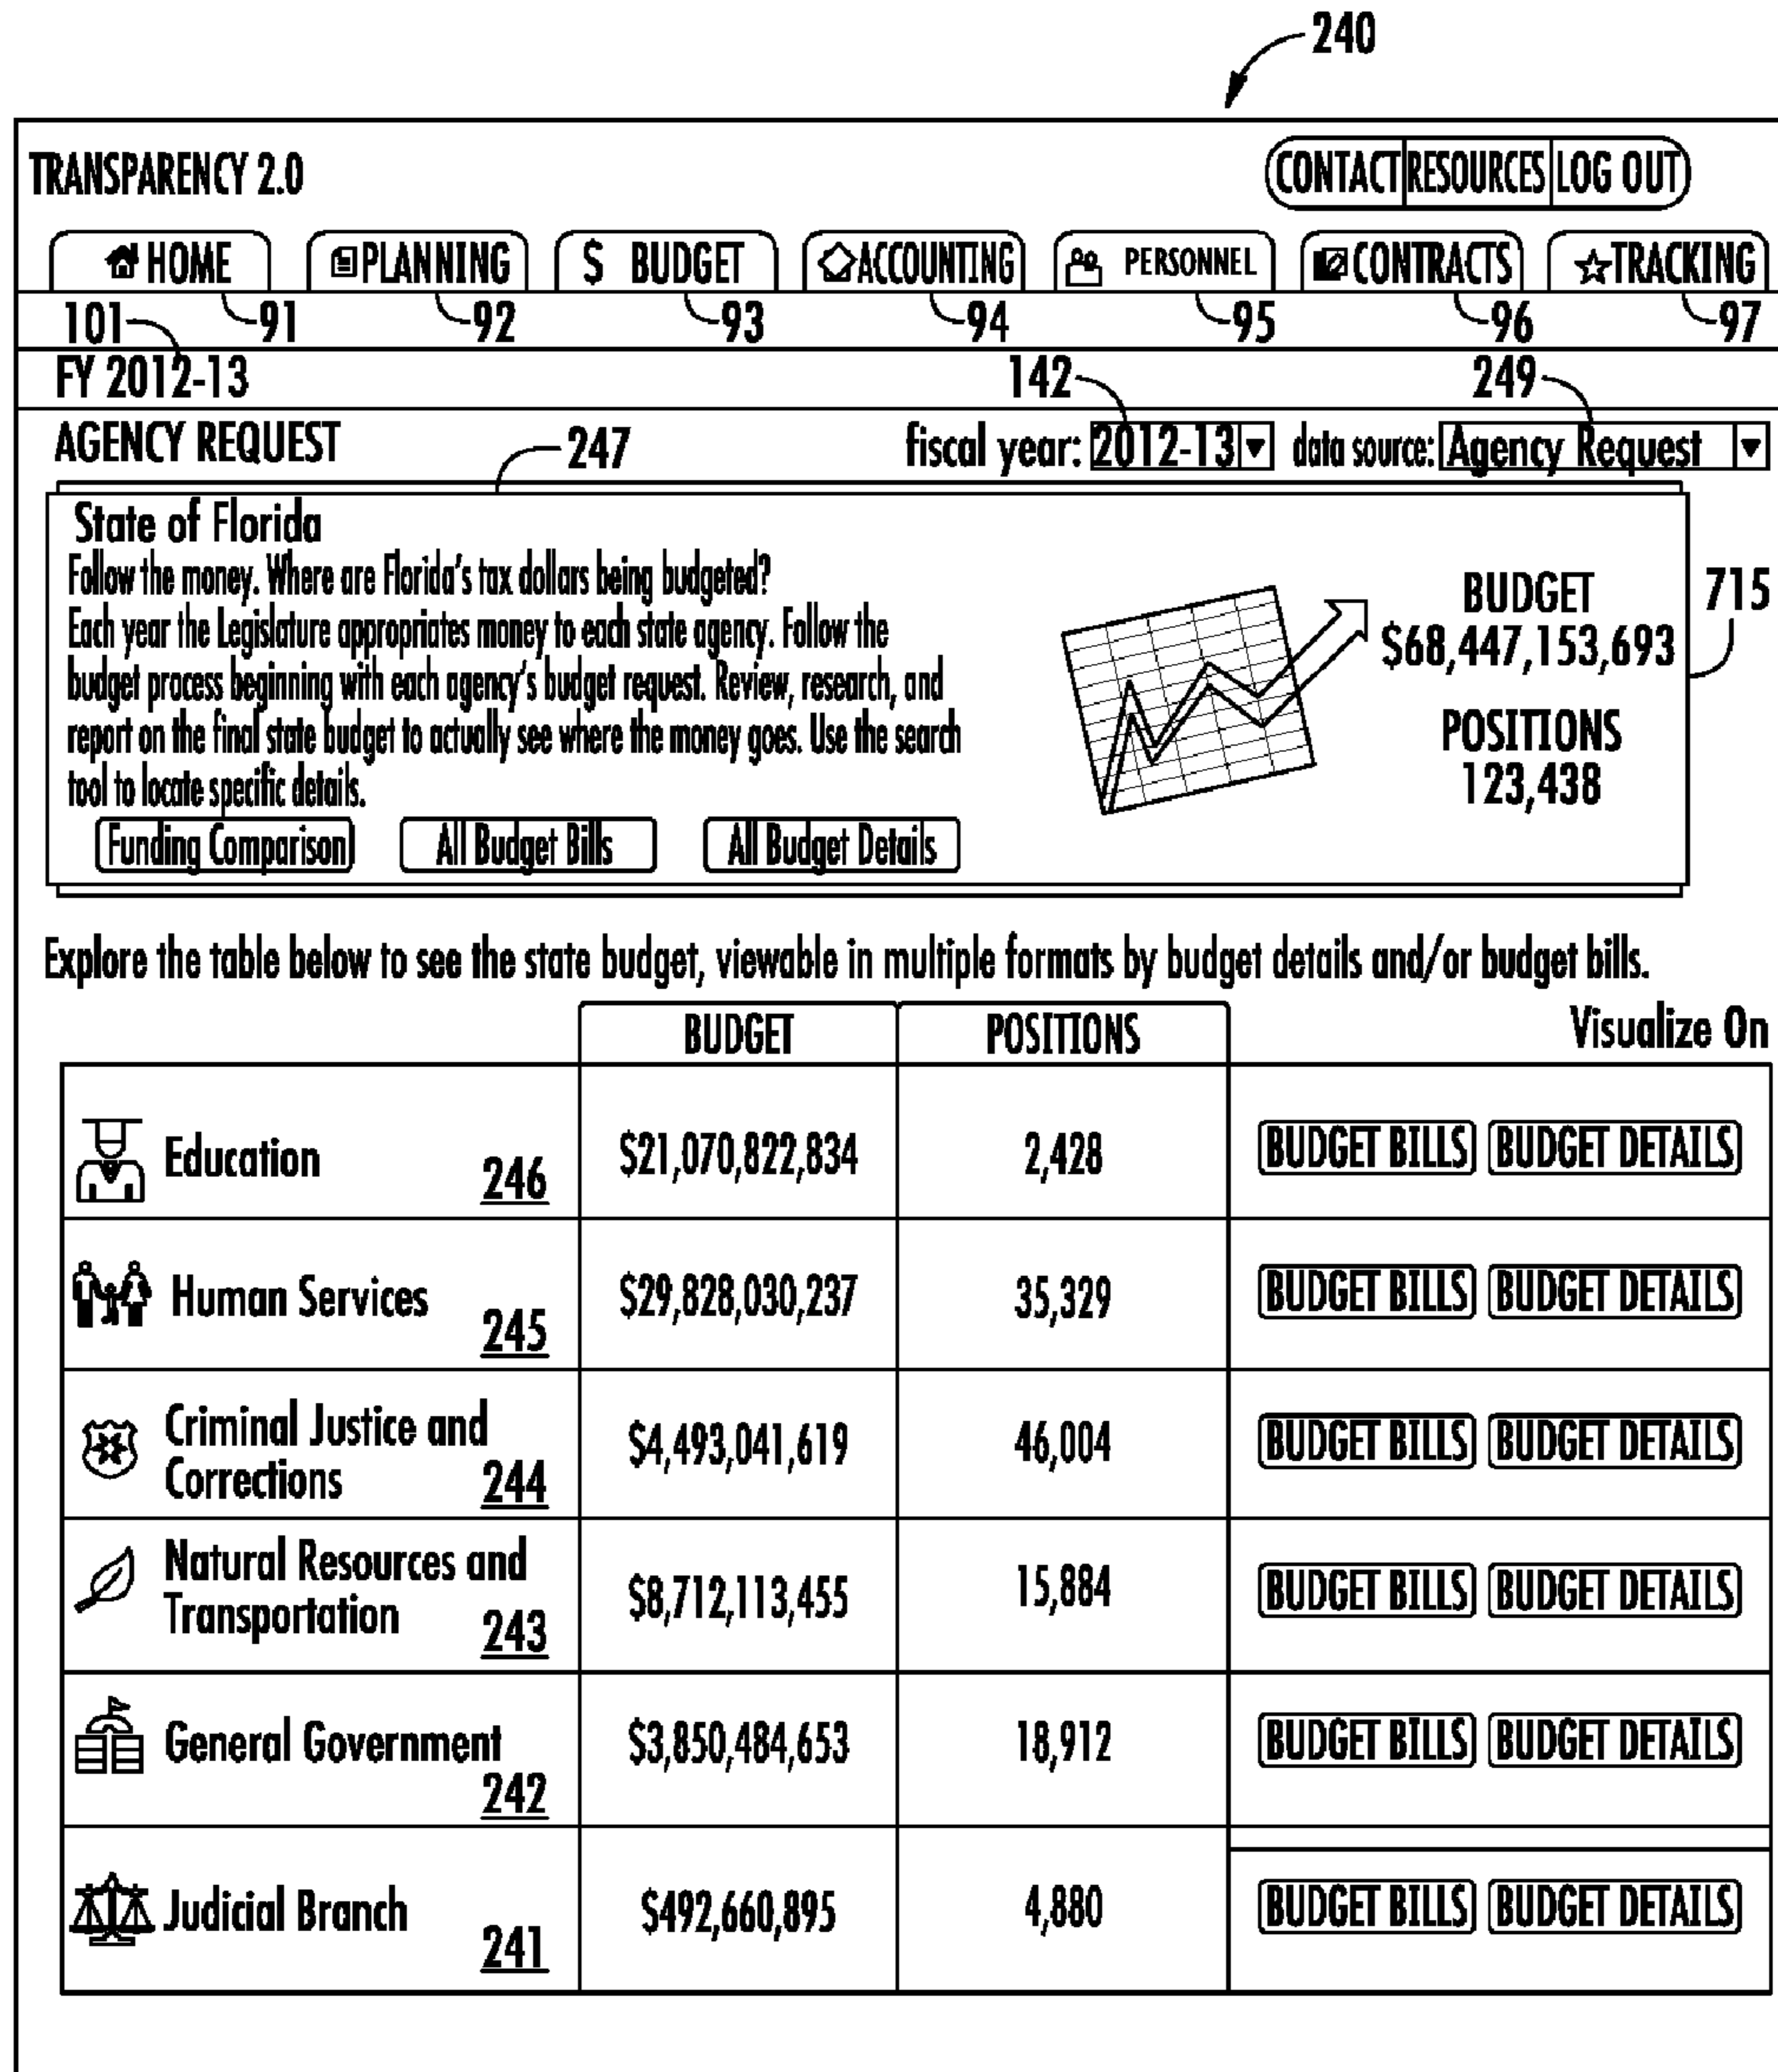 240
TRANSPARENCY 2.0
CONTACT RESOURCES LOG OUT
HOME PLANNING $ BUDGET ACCOUNTING PERSONNEL CONTRACTS TRACKING
101 91 92 93 94 95 96 97
FY 2012-13 142 249
AGENCY REQUEST 247 fiscal year: 2012-13 data source: Agency Request
State of Florida
Follow the money. Where are Florida's tax dollars being budgeted?
Each year the Legislature appropriates money to each state agency. Follow the
budget process beginning with each agency's budget request. Review, research, and
report on the final state budget to actually see where the money goes. Use the search
tool to locate specific details.
Funding Comparison All Budget Bills All Budget Details
BUDGET
$68,447,153,693
POSITIONS
123,438
715
Explore the table below to see the state budget, viewable in multiple formats by budget details and/or budget bills.
BUDGET POSITIONS Visualize On
Education 246 $21,070,822,834 2,428 BUDGET BILLS BUDGET DETAILS
Human Services 245 $29,828,030,237 35,329 BUDGET BILLS BUDGET DETAILS
Criminal Justice and
Corrections 244 $4,493,041,619 46,004 BUDGET BILLS BUDGET DETAILS
Natural Resources and
Transportation 243 $8,712,113,455 15,884 BUDGET BILLS BUDGET DETAILS
General Government 242 $3,850,484,653 18,912 BUDGET BILLS BUDGET DETAILS
Judicial Branch 241 $492,660,895 4,880 BUDGET BILLS BUDGET DETAILS